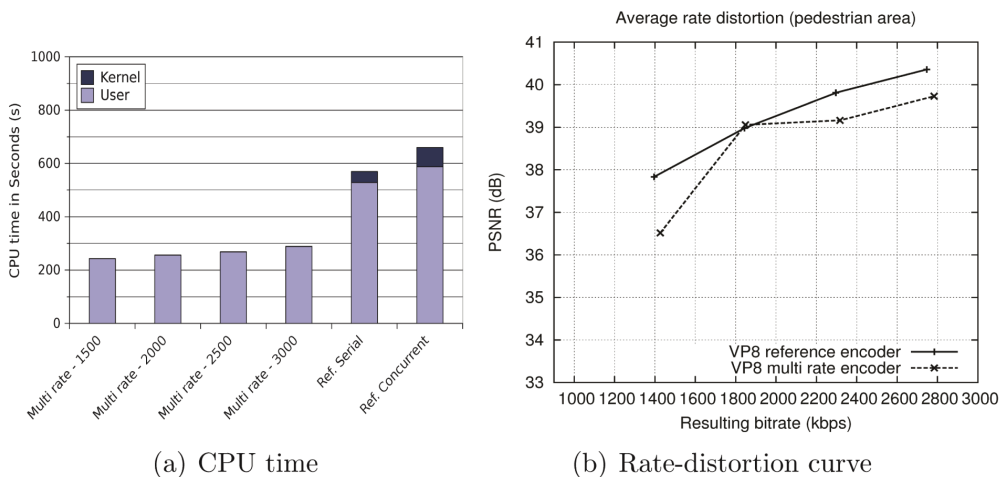 1000
800
600
400
200
0
CPU time in Seconds (s)
Kernel
User
Multi rate - 1500
Multi rate - 2000
Multi rate - 2500
Multi rate - 3000
Ref. Serial
Ref. Concurrent
(a) CPU time
Average rate distortion (pedestrian area)
41
40
39
38
37
36
35
34
33
PSNR (dB)
VP8 reference encoder
VP8 multi rate encoder
1000 1200 1400 1600 1800 2000 2200 2400 2600 2800 3000
Resulting bitrate (kbps)
(b) Rate-distortion curve